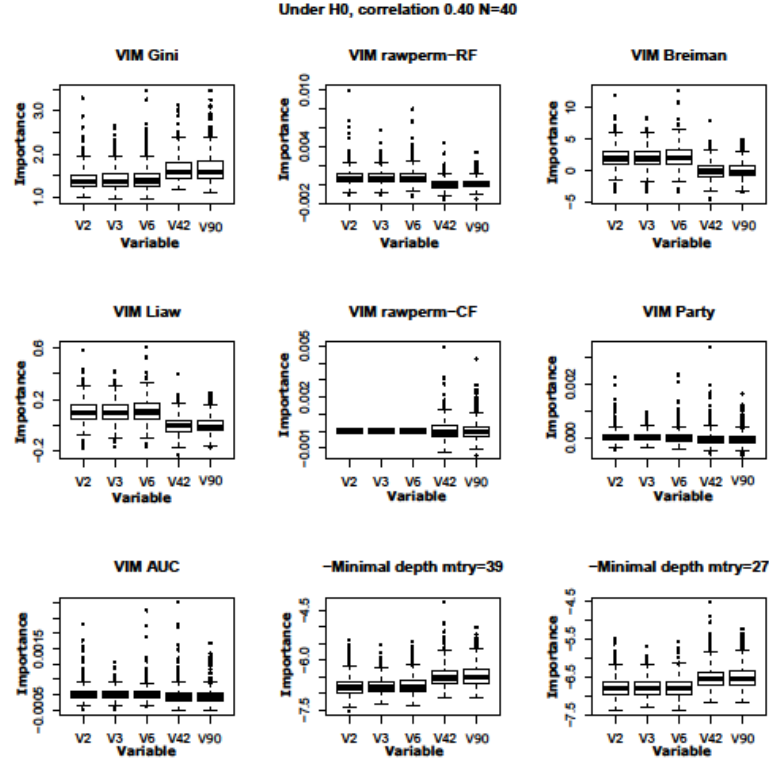 Under H0, correlation 0.40 N=40
VIM Gini
VIM rawperm−RF
VIM Breiman
Importance
1.0 2.0 3.0
V2 V3 V6 V42 V90
Variable
Importance
−0.002 0.004 0.010
V2 V3 V6 V42 V90
Variable
Importance
−5 0 5 10
V2 V3 V6 V42 V90
Variable
VIM Liaw
VIM rawperm−CF
VIM Party
Importance
−0.2 0.2 0.6
V2 V3 V6 V42 V90
Variable
Importance
−0.001 0.002 0.005
V2 V3 V6 V42 V90
Variable
Importance
0.000 0.002
V2 V3 V6 V42 V90
Variable
VIM AUC
−Minimal depth mtry=39
−Minimal depth mtry=27
Importance
−0.0005 0.0015
V2 V3 V6 V42 V90
Variable
Importance
−7.5 −6.0 −4.5
V2 V3 V6 V42 V90
Variable
Importance
−7.5 −6.5 −5.5 −4.5
V2 V3 V6 V42 V90
Variable